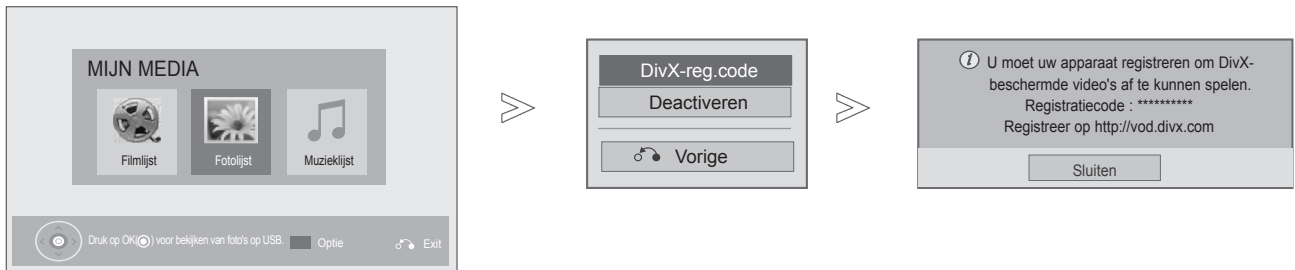 MIJN MEDIA
Filmlijst
Fotolijst
Muzieklijst
Druk op OK(◉) voor bekijken van foto's op USB.
Optie
Exit
DivX-reg.code
Deactiveren
Vorige
U moet uw apparaat registreren om DivX-
beschermde video's af te kunnen spelen.
Registratiecode : **********
Registreer op http://vod.divx.com
Sluiten